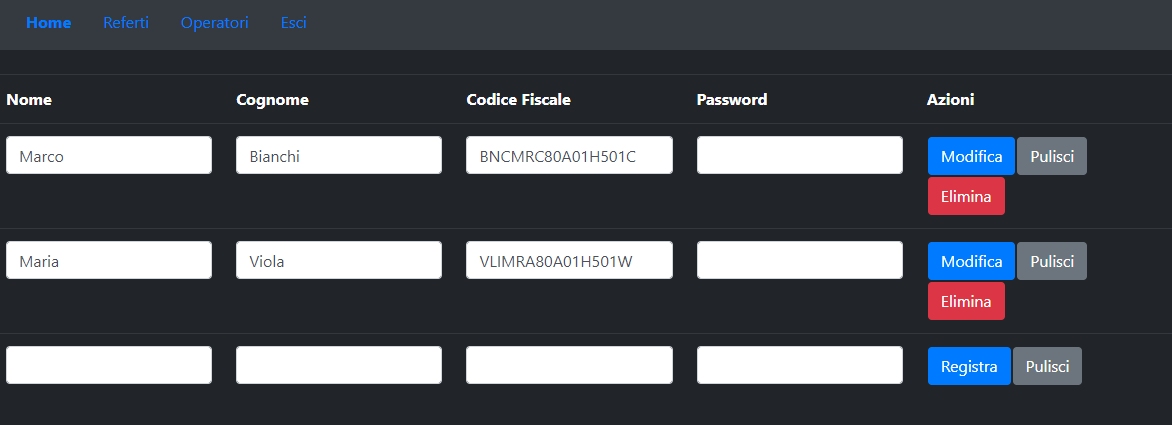 Home Referti Operatori Esci
Nome Cognome Codice Fiscale Password Azioni
Marco Bianchi BNCMRC80A01H501C Modifica Pulisci
Elimina
Maria Viola VLIMRA80A01H501W Modifica Pulisci
Elimina
Registra Pulisci